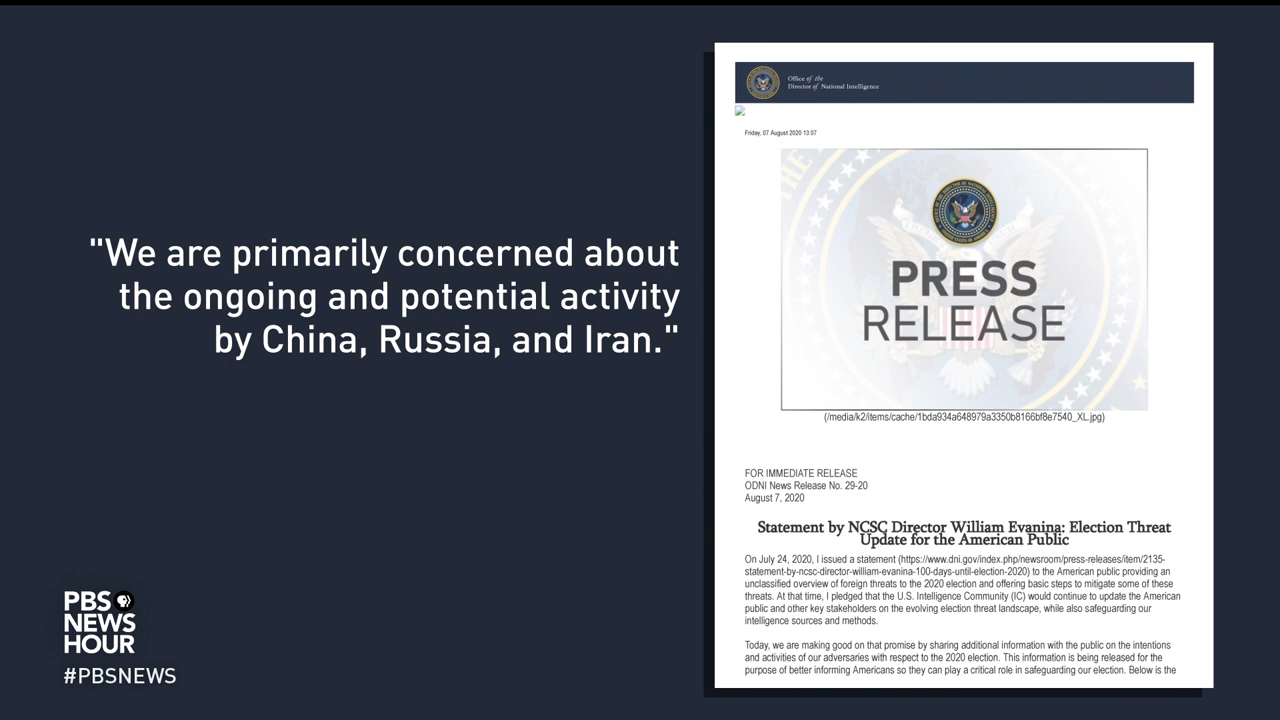 "We are primarily concerned about
the ongoing and potential activity
by China, Russia, and Iran."
PBS
NEWS
HOUR
#PBSNEWS
Office of the
Director of National Intelligence
Friday, 07 August 2020 13:07
PRESS
RELEASE
(/media/k2/items/cache/1bda934a648979a3350b8166bf8e7540_XL.jpg)
FOR IMMEDIATE RELEASE
ODNI News Release No. 29-20
August 7, 2020
Statement by NCSC Director William Evanina: Election Threat
Update for the American Public
On July 24, 2020, I issued a statement (https://www.dni.gov/index.php/newsroom/press-releases/item/2135-
statement-by-ncsc-director-william-evanina-100-days-until-election-2020) to the American public providing an
unclassified overview of foreign threats to the 2020 election and offering basic steps to mitigate some of these
threats. At that time, I pledged that the U.S. Intelligence Community (IC) would continue to update the American
public and other key stakeholders on the evolving election threat landscape, while also safeguarding our
intelligence sources and methods.
Today, we are making good on that promise by sharing additional information with the public on the intentions
and activities of our adversaries with respect to the 2020 election. This information is being released for the
purpose of better informing Americans so they can play a critical role in safeguarding our election. Below is the